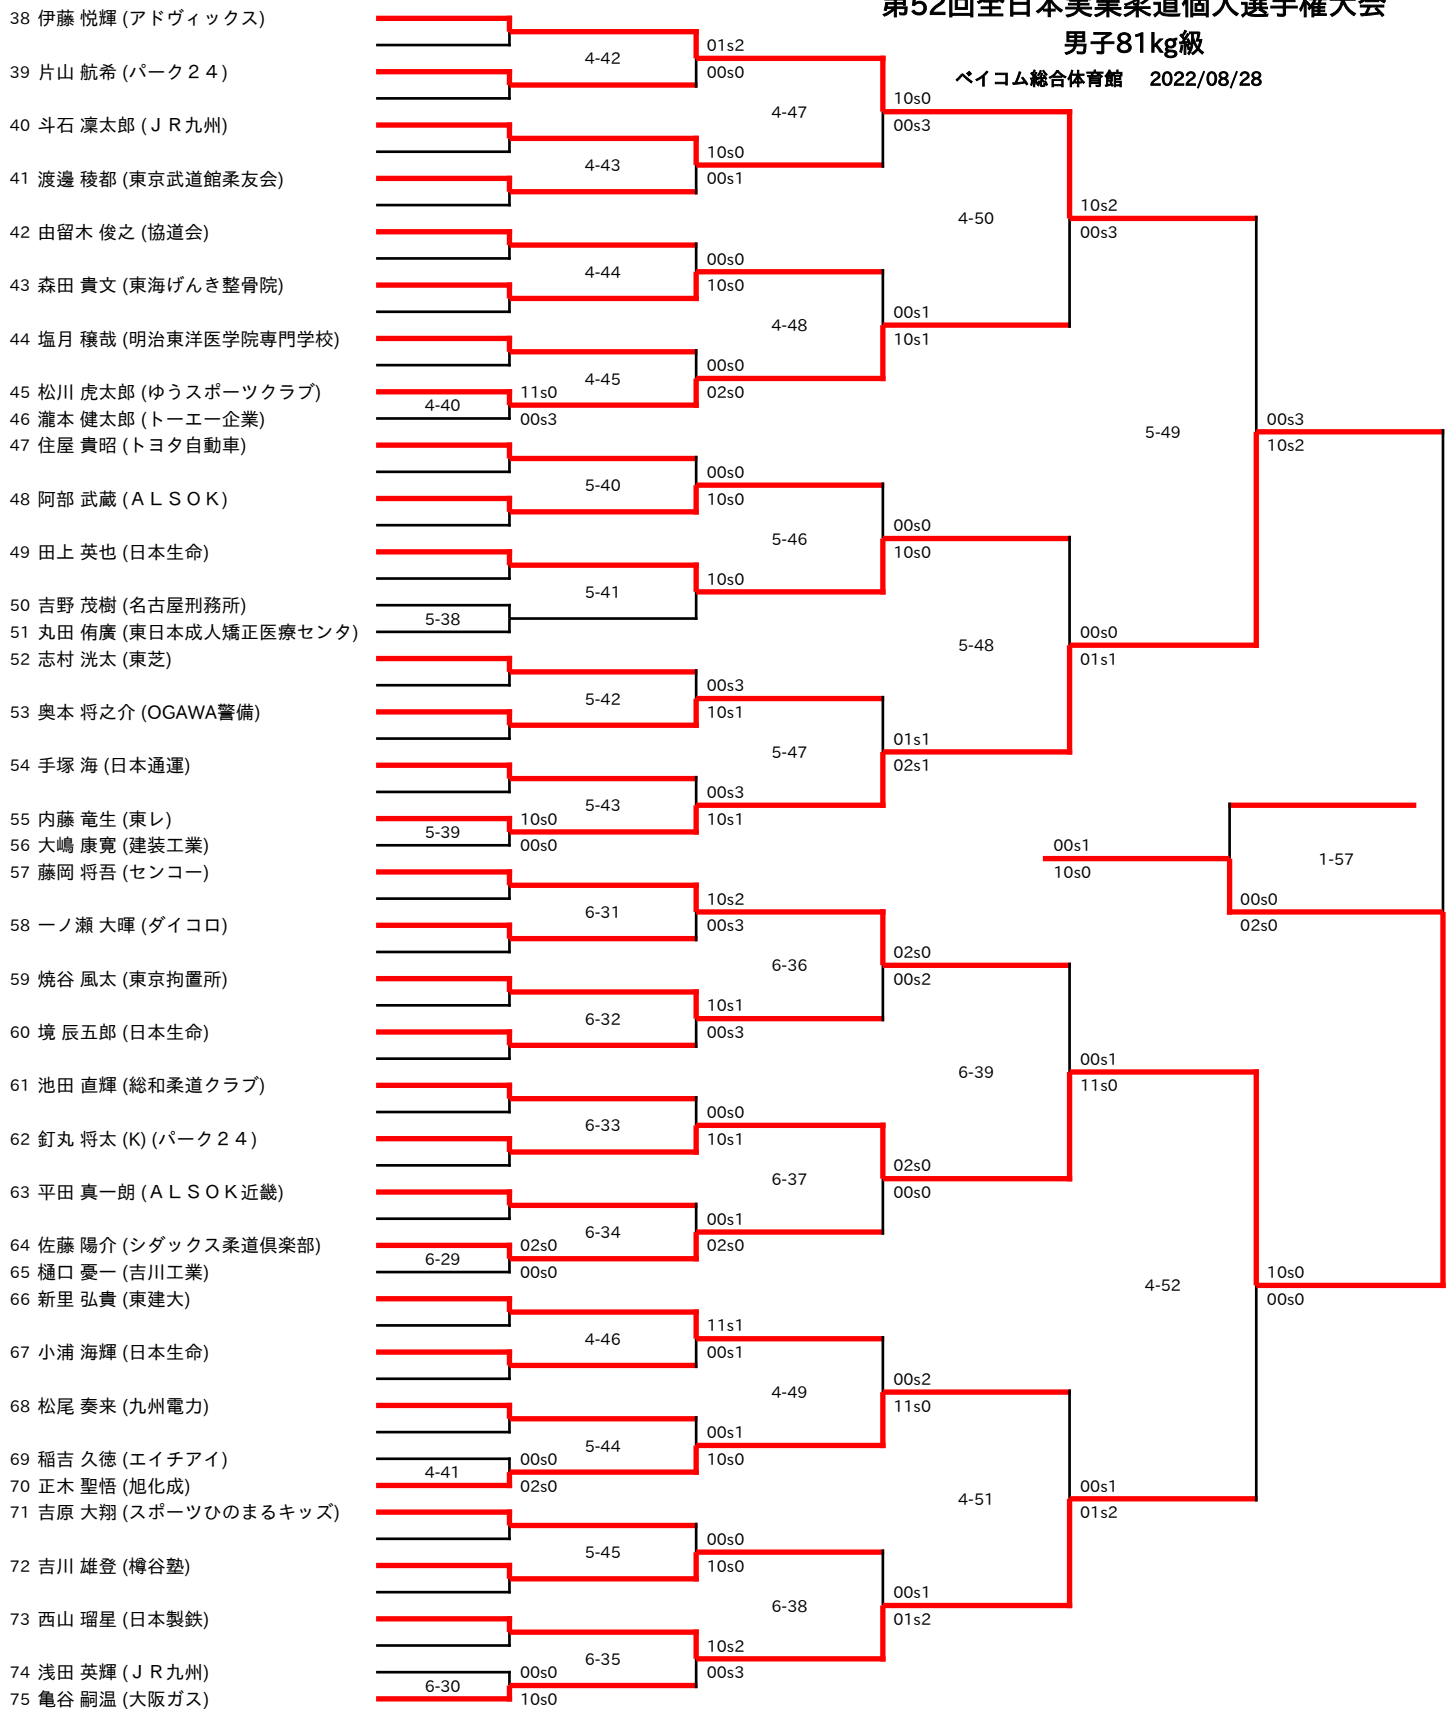 第52回全日本実業柔道個人選手権大会
男子81kg級
ベイコム総合体育館 2022/08/28
38 伊藤 悦輝 (アドヴィックス)
39 片山 航希 (パーク２４)
40 斗石 凜太郎 (ＪＲ九州)
41 渡邊 稜都 (東京武道館柔友会)
42 由留木 俊之 (協道会)
43 森田 貴文 (東海げんき整骨院)
44 塩月 穣哉 (明治東洋医学院専門学校)
45 松川 虎太郎 (ゆうスポーツクラブ)
46 瀧本 健太郎 (トーエー企業)
47 住屋 貴昭 (トヨタ自動車)
48 阿部 武蔵 (ＡＬＳＯＫ)
49 田上 英也 (日本生命)
50 吉野 茂樹 (名古屋刑務所)
51 丸田 侑廣 (東日本成人矯正医療センタ)
52 志村 洸太 (東芝)
53 奥本 将之介 (OGAWA警備)
54 手塚 海 (日本通運)
55 内藤 竜生 (東レ)
56 大嶋 康寛 (建装工業)
57 藤岡 将吾 (センコー)
58 一ノ瀬 大暉 (ダイコロ)
59 焼谷 風太 (東京拘置所)
60 境 辰五郎 (日本生命)
61 池田 直輝 (総和柔道クラブ)
62 釘丸 将太 (K) (パーク２４)
63 平田 真一朗 (ＡＬＳＯＫ近畿)
64 佐藤 陽介 (シダックス柔道倶楽部)
65 樋口 憂一 (吉川工業)
66 新里 弘貴 (東建大)
67 小浦 海輝 (日本生命)
68 松尾 奏来 (九州電力)
69 稲吉 久徳 (エイチアイ)
70 正木 聖悟 (旭化成)
71 吉原 大翔 (スポーツひのまるキッズ)
72 吉川 雄登 (樽谷塾)
73 西山 瑠星 (日本製鉄)
74 浅田 英輝 (ＪＲ九州)
75 亀谷 嗣温 (大阪ガス)
4-40
11s0
00s3
5-38
5-39
10s0
00s0
6-29
02s0
00s0
4-41
00s0
02s0
6-30
00s0
10s0
4-42
01s2
00s0
4-43
10s0
00s1
4-44
00s0
10s0
4-45
00s0
02s0
5-40
00s0
10s0
5-41
10s0
5-42
00s3
10s1
5-43
00s3
10s1
6-31
10s2
00s3
6-32
10s1
00s3
6-33
00s0
10s1
6-34
00s1
02s0
4-46
11s1
00s1
5-44
00s1
10s0
5-45
00s0
10s0
6-35
10s2
00s3
4-47
10s0
00s3
4-48
00s1
10s1
5-46
00s0
10s0
5-47
01s1
02s1
6-36
02s0
00s2
6-37
02s0
00s0
4-49
00s2
11s0
6-38
00s1
01s2
4-50
10s2
00s3
5-48
00s0
01s1
6-39
00s1
11s0
4-51
00s1
01s2
5-49
00s3
10s2
4-52
10s0
00s0
00s1
10s0
1-57
00s0
02s0